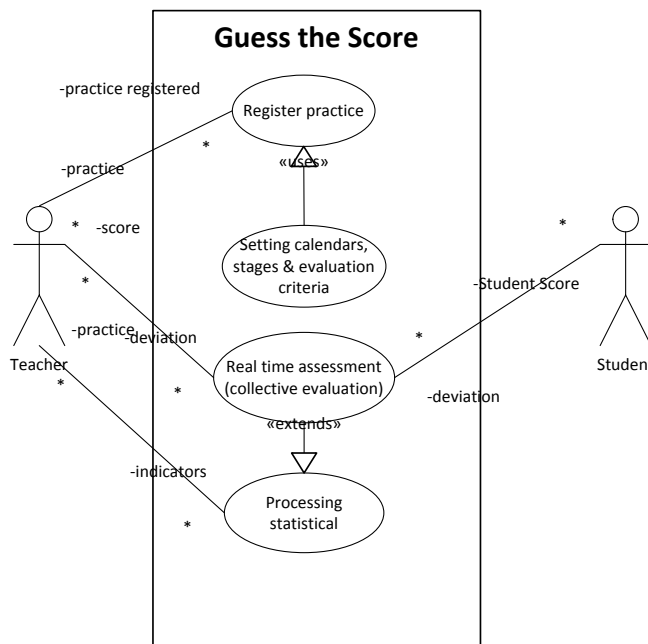 Guess the Score
-practice registered
Register practice
*
«uses»
-practice
*
-score
*
Setting calendars,
stages & evaluation
criteria
*
-Student Score
-practice
-deviation
*
Teacher
Student
Real time assessment
(collective evaluation)
*
*
-deviation
«extends»
-indicators
Processing
statistical
*